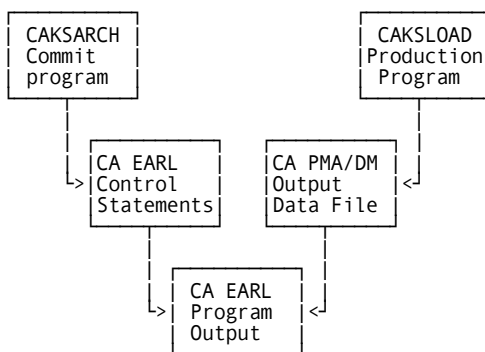 CAKSARCH
Commit
program
CAKSLOAD
Production
Program
CA EARL
Control
Statements
CA PMA/DM
Output
Data File
CA EARL
Program
Output